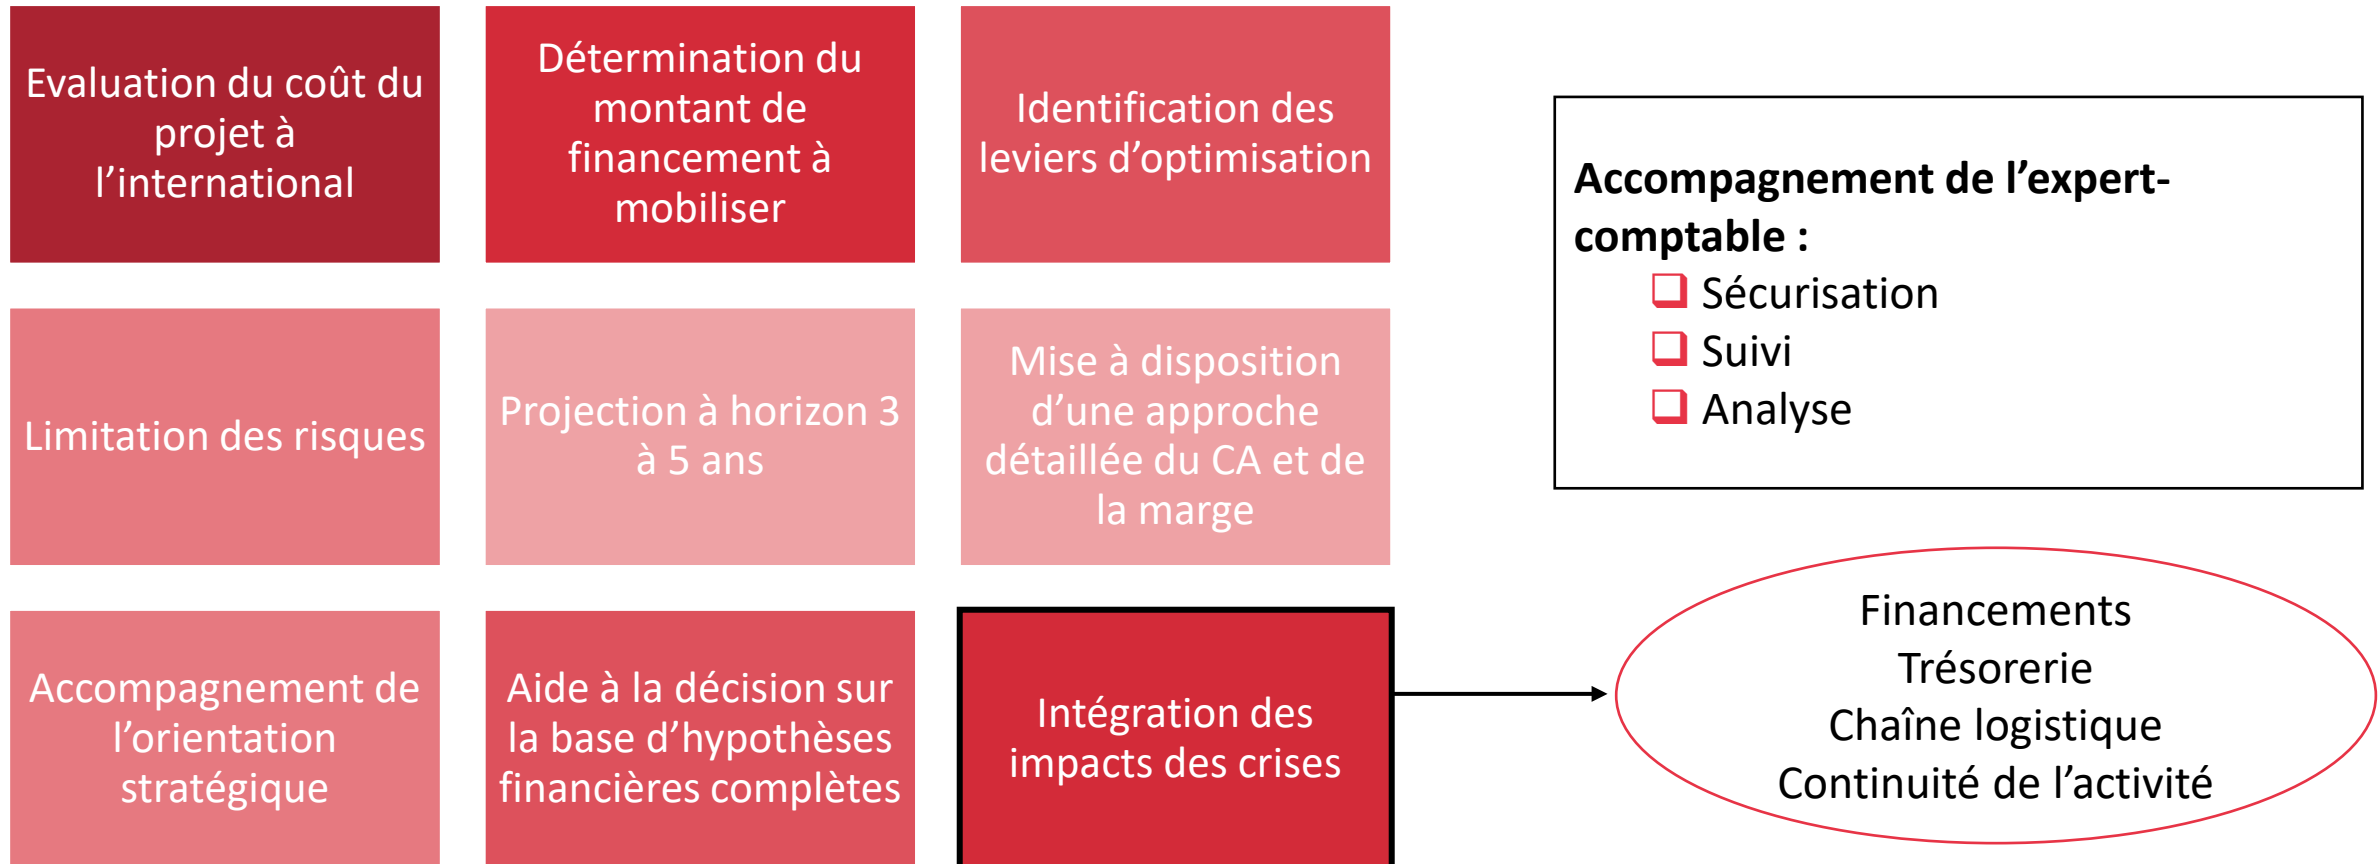 Evaluation du coût du
projet à
l’international
Détermination du
montant de
financement à
mobiliser
Identification des
leviers d’optimisation
Limitation des risques
Projection à horizon 3
à 5 ans
Mise à disposition
d’une approche
détaillée du CA et de
la marge
Accompagnement de
l’orientation
stratégique
Aide à la décision sur
la base d’hypothèses
financières complètes
Intégration des
impacts des crises
Accompagnement de l’expert-
comptable :
Sécurisation
Suivi
Analyse
Financements
Trésorerie
Chaîne logistique
Continuité de l’activité